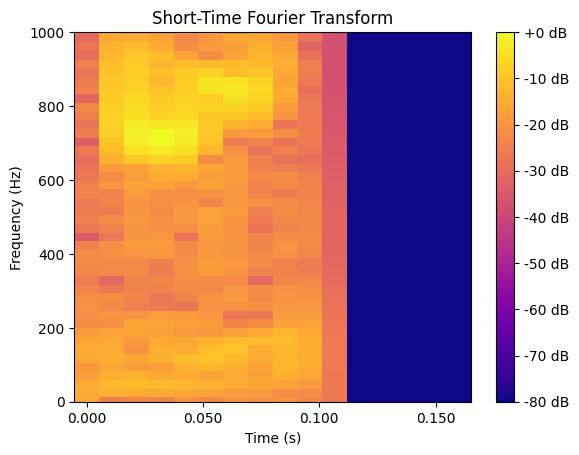 Short-Time Fourier Transform
1000
800
600
400
200
0
Frequency (Hz)
0.000
0.050
0.100
0.150
Time (s)
+0 dB
-10 dB
-20 dB
-30 dB
-40 dB
-50 dB
-60 dB
-70 dB
-80 dB